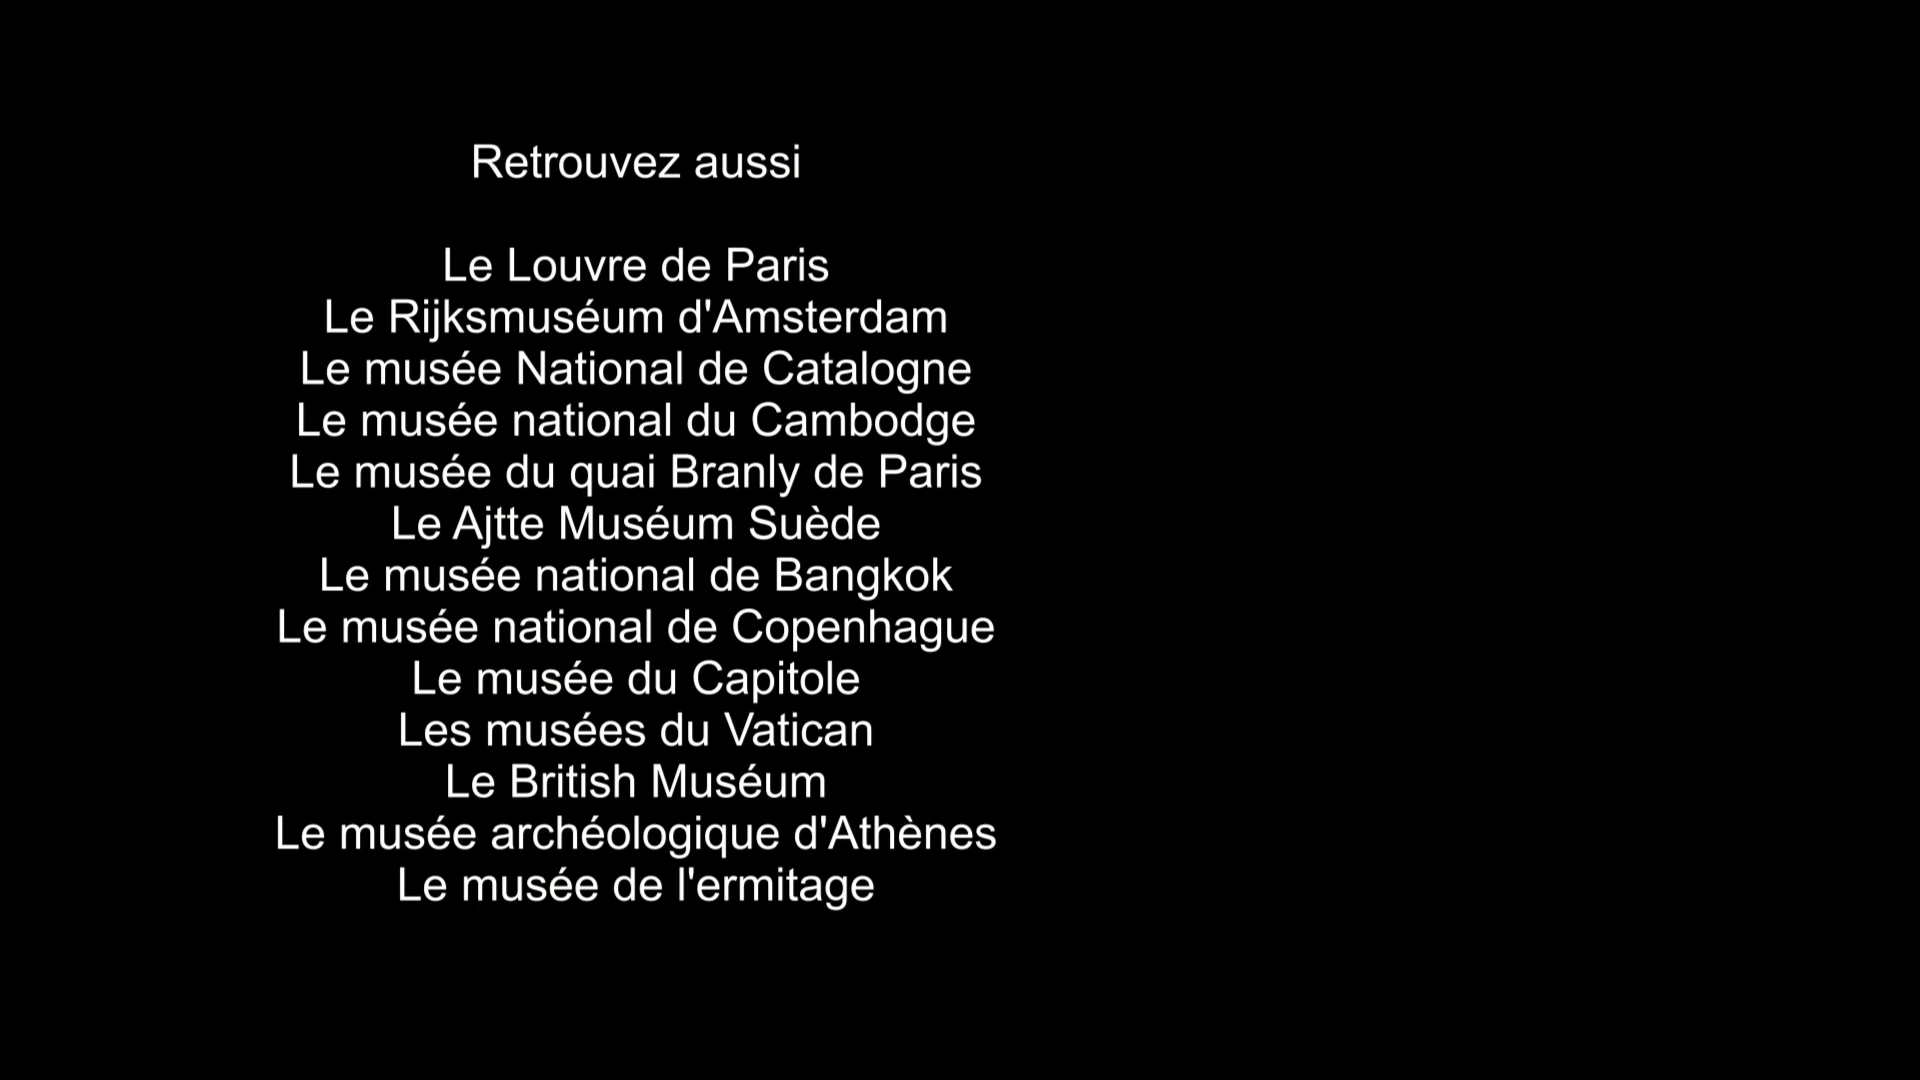 Retrouvez aussi
Le Louvre de Paris
Le Rijksmuséum d'Amsterdam
Le musée National de Catalogne
Le musée national du Cambodge
Le musée du quai Branly de Paris
Le Ajtte Muséum Suède
Le musée national de Bangkok
Le musée national de Copenhague
Le musée du Capitole
Les musées du Vatican
Le British Muséum
Le musée archéologique d'Athènes
Le musée de l'ermitage